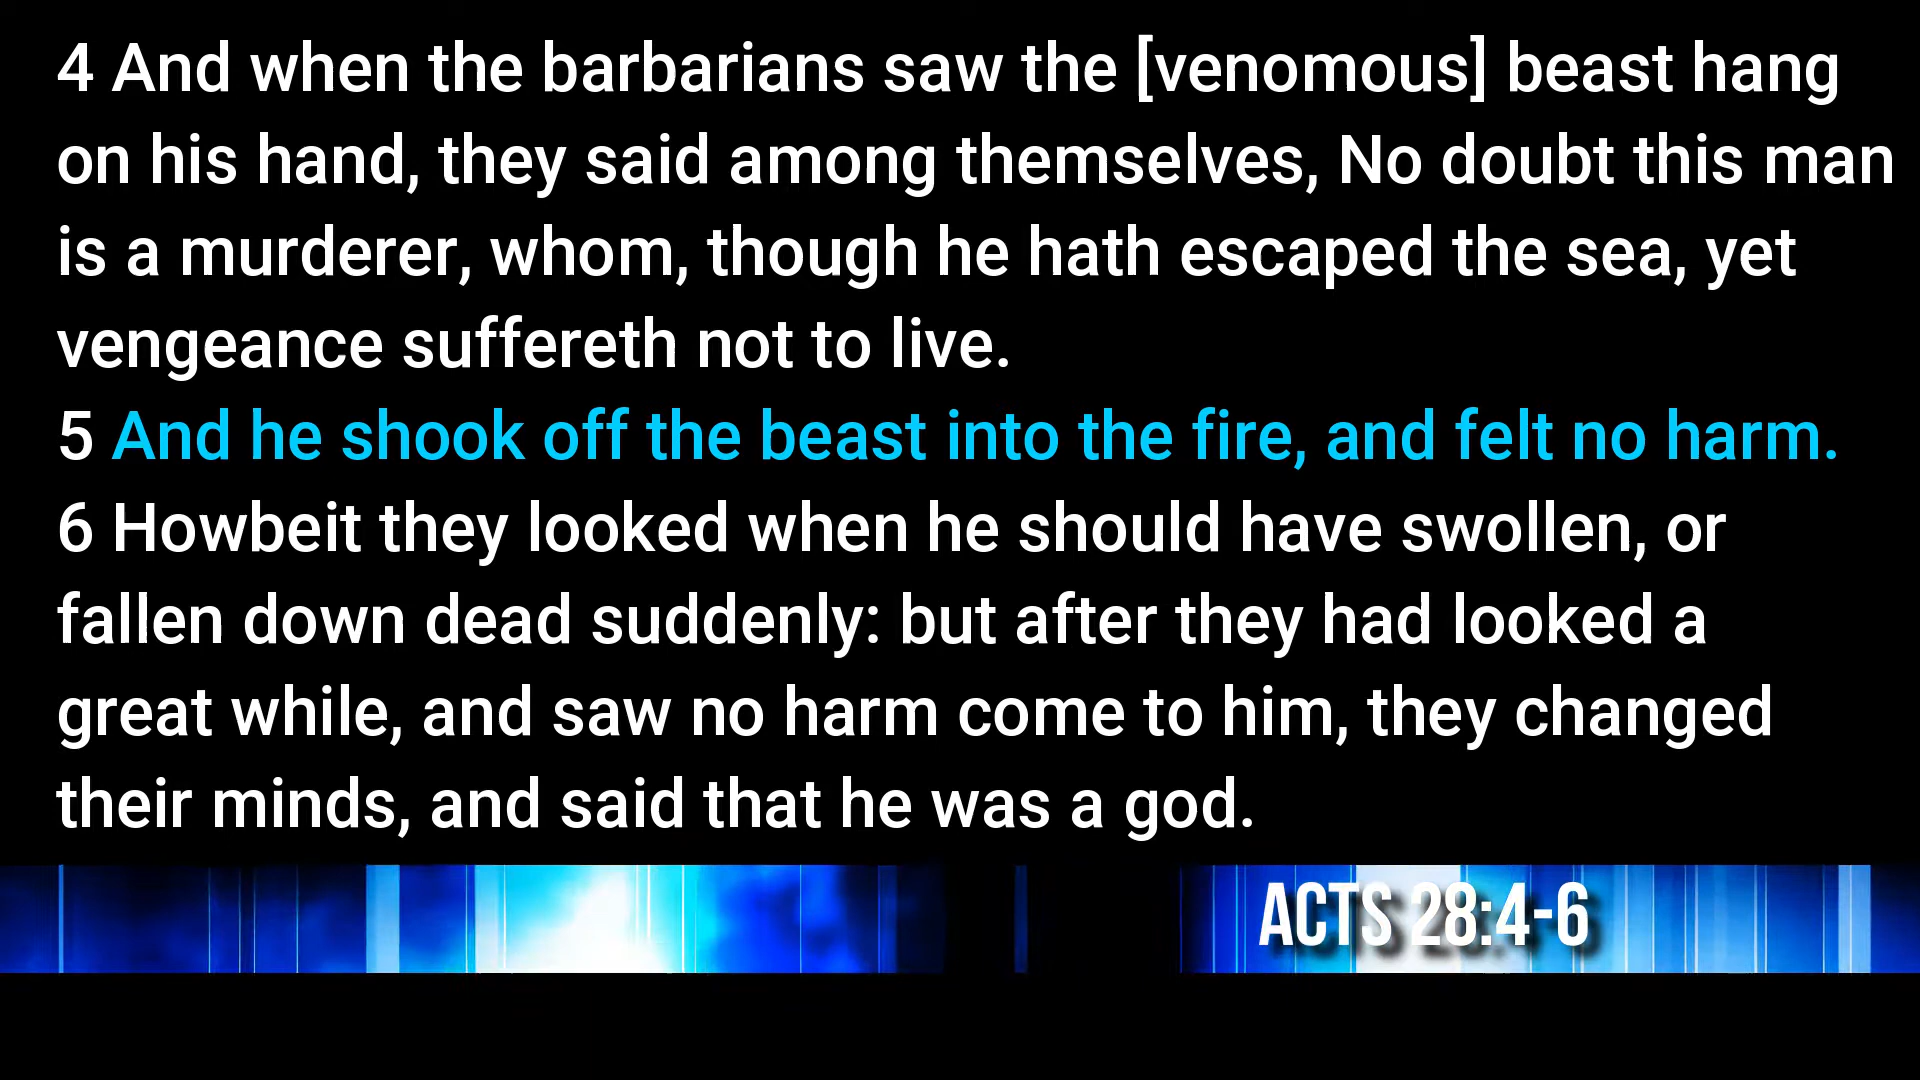 4 And when the barbarians saw the [venomous] beast hang
on his hand, they said among themselves, No doubt this man
is a murderer, whom, though he hath escaped the sea, yet
vengeance suffereth not to live.
5 And he shook off the beast into the fire, and felt no harm.
6 Howbeit they looked when he should have swollen, or
fallen down dead suddenly: but after they had looked a
great while, and saw no harm come to him, they changed
their minds, and said that he was a god.
ACTS 28:4-6